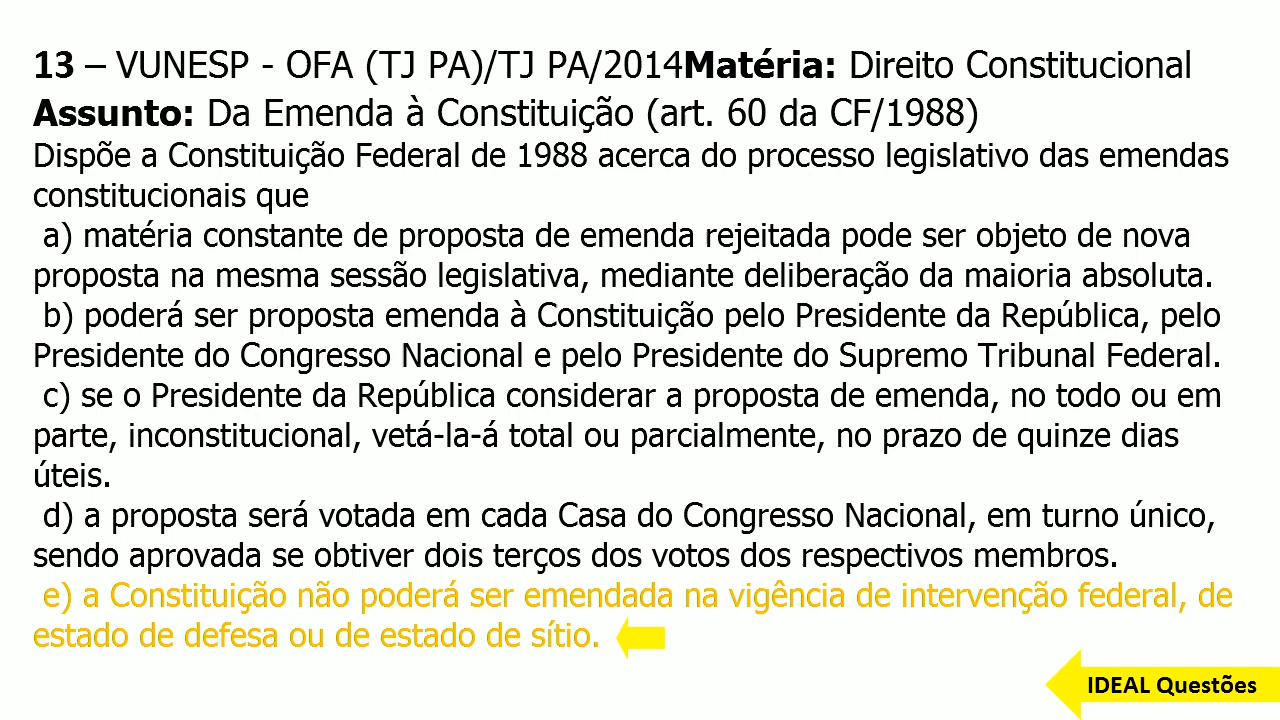 13 – VUNESP - OFA (TJ PA)/TJ PA/2014Matéria: Direito Constitucional
Assunto: Da Emenda à Constituição (art. 60 da CF/1988)
Dispõe a Constituição Federal de 1988 acerca do processo legislativo das emendas
constitucionais que
a) matéria constante de proposta de emenda rejeitada pode ser objeto de nova
proposta na mesma sessão legislativa, mediante deliberação da maioria absoluta.
b) poderá ser proposta emenda à Constituição pelo Presidente da República, pelo
Presidente do Congresso Nacional e pelo Presidente do Supremo Tribunal Federal.
c) se o Presidente da República considerar a proposta de emenda, no todo ou em
parte, inconstitucional, vetá-la-á total ou parcialmente, no prazo de quinze dias
úteis.
d) a proposta será votada em cada Casa do Congresso Nacional, em turno único,
sendo aprovada se obtiver dois terços dos votos dos respectivos membros.
e) a Constituição não poderá ser emendada na vigência de intervenção federal, de
estado de defesa ou de estado de sítio.
IDEAL Questões